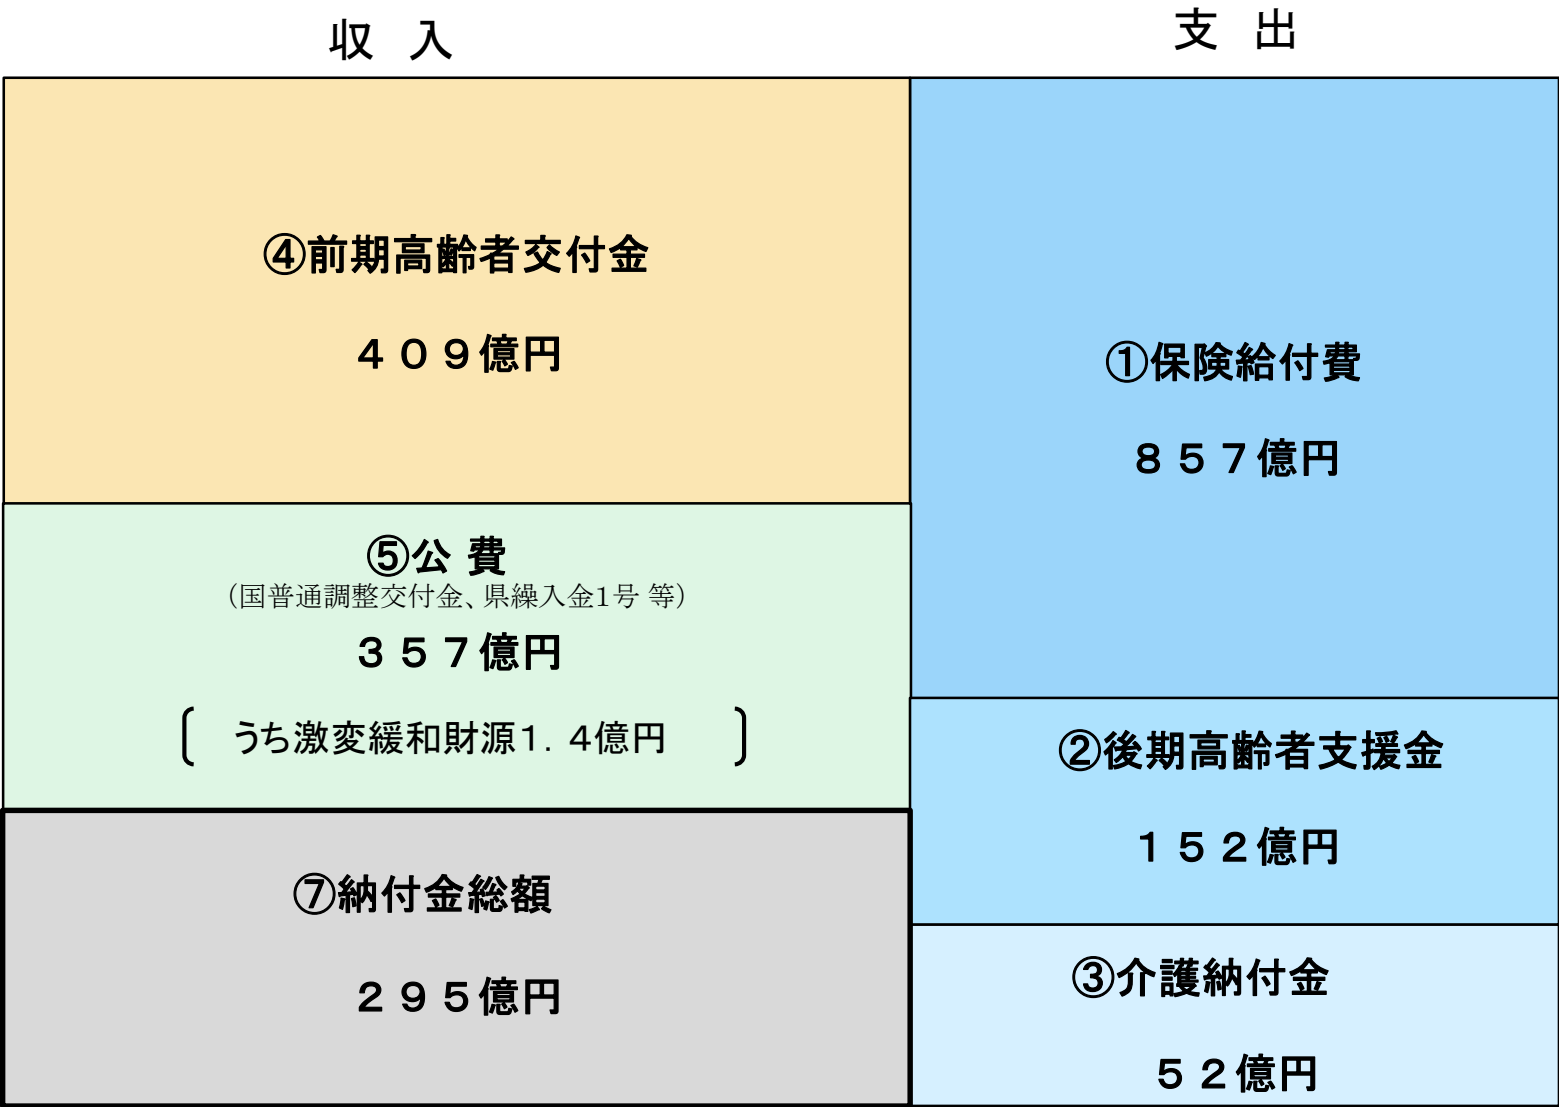 収 入
④前期高齢者交付金
４０９億円
⑤公 費
（国普通調整交付金、県繰入金1号 等）
３５７億円
〔 うち激変緩和財源１．４億円 〕
⑦納付金総額
２９５億円
支 出
①保険給付費
８５７億円
②後期高齢者支援金
１５２億円
③介護納付金
５２億円